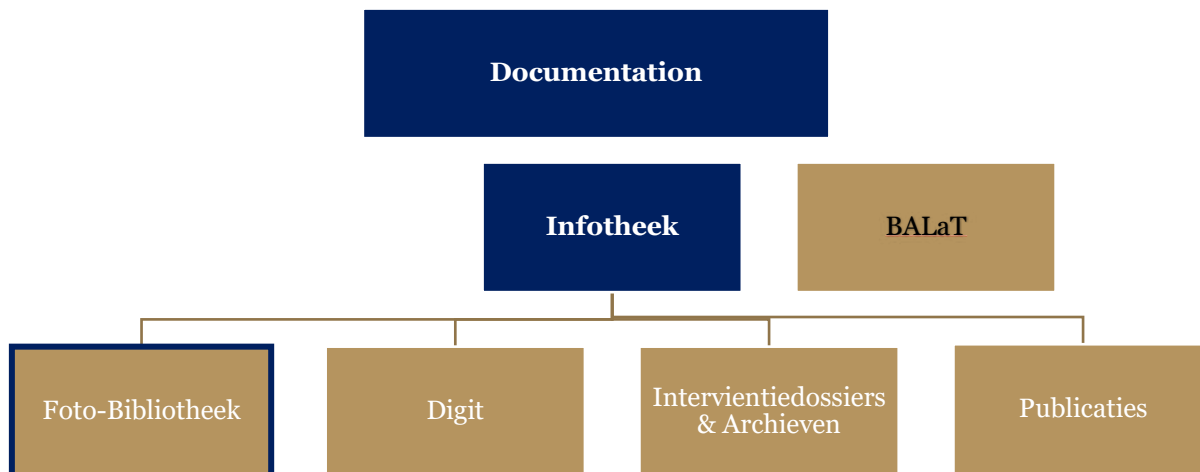 Documentation
Infotheek
BALaT
Foto-Bibliotheek
Digit
Intervientiedossiers
& Archieven
Publicaties